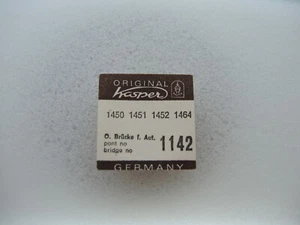 ORIGINAL
Kasper
1450 1451 1452 1464
O. Brücke f. Aut.
pont no
bridge no
1142
GERMANY